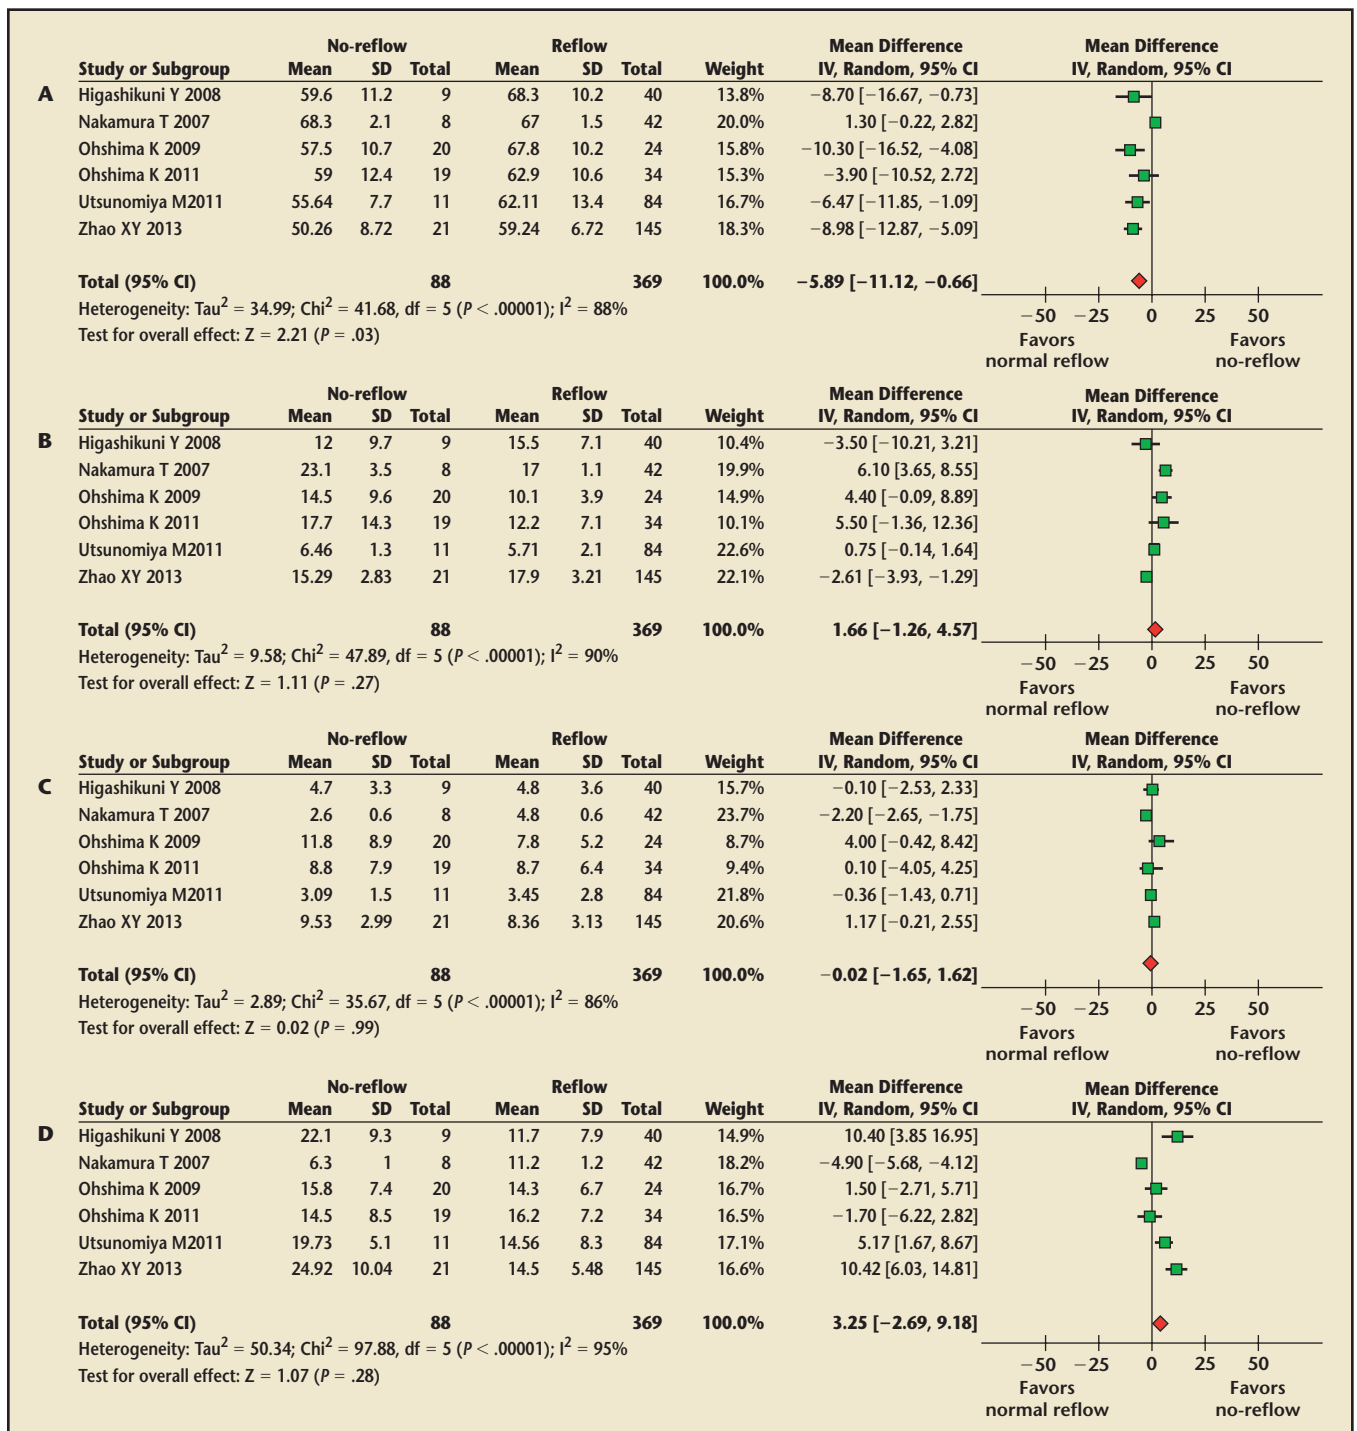 No-reflow Reflow Mean Difference Mean Difference
Study or Subgroup Mean SD Total Mean SD Total Weight IV, Random, 95% CI IV, Random, 95% CI
A Higashikuni Y 2008 59.6 11.2 9 68.3 10.2 40 13.8% −8.70 [−16.67, −0.73]
Nakamura T 2007 68.3 2.1 8 67 1.5 42 20.0% 1.30 [−0.22, 2.82]
Ohshima K 2009 57.5 10.7 20 67.8 10.2 24 15.8% −10.30 [−16.52, −4.08]
Ohshima K 2011 59 12.4 19 62.9 10.6 34 15.3% −3.90 [−10.52, 2.72]
Utsunomiya M2011 55.64 7.7 11 62.11 13.4 84 16.7% −6.47 [−11.85, −1.09]
Zhao XY 2013 50.26 8.72 21 59.24 6.72 145 18.3% −8.98 [−12.87, −5.09]
Total (95% CI) 88 369 100.0% −5.89 [−11.12, −0.66]
Heterogeneity: Tau² = 34.99; Chi² = 41.68, df = 5 (P < .00001); I² = 88%
Test for overall effect: Z = 2.21 (P = .03)
−50 −25 0 25 50
Favors Favors
normal reflow no-reflow
No-reflow Reflow Mean Difference Mean Difference
Study or Subgroup Mean SD Total Mean SD Total Weight IV, Random, 95% CI IV, Random, 95% CI
B Higashikuni Y 2008 12 9.7 9 15.5 7.1 40 10.4% −3.50 [−10.21, 3.21]
Nakamura T 2007 23.1 3.5 8 17 1.1 42 19.9% 6.10 [3.65, 8.55]
Ohshima K 2009 14.5 9.6 20 10.1 3.9 24 14.9% 4.40 [−0.09, 8.89]
Ohshima K 2011 17.7 14.3 19 12.2 7.1 34 10.1% 5.50 [−1.36, 12.36]
Utsunomiya M2011 6.46 1.3 11 5.71 2.1 84 22.6% 0.75 [−0.14, 1.64]
Zhao XY 2013 15.29 2.83 21 17.9 3.21 145 22.1% −2.61 [−3.93, −1.29]
Total (95% CI) 88 369 100.0% 1.66 [−1.26, 4.57]
Heterogeneity: Tau² = 9.58; Chi² = 47.89, df = 5 (P < .00001); I² = 90%
Test for overall effect: Z = 1.11 (P = .27)
−50 −25 0 25 50
Favors Favors
normal reflow no-reflow
No-reflow Reflow Mean Difference Mean Difference
Study or Subgroup Mean SD Total Mean SD Total Weight IV, Random, 95% CI IV, Random, 95% CI
C Higashikuni Y 2008 4.7 3.3 9 4.8 3.6 40 15.7% −0.10 [−2.53, 2.33]
Nakamura T 2007 2.6 0.6 8 4.8 0.6 42 23.7% −2.20 [−2.65, −1.75]
Ohshima K 2009 11.8 8.9 20 7.8 5.2 24 8.7% 4.00 [−0.42, 8.42]
Ohshima K 2011 8.8 7.9 19 8.7 6.4 34 9.4% 0.10 [−4.05, 4.25]
Utsunomiya M2011 3.09 1.5 11 3.45 2.8 84 21.8% −0.36 [−1.43, 0.71]
Zhao XY 2013 9.53 2.99 21 8.36 3.13 145 20.6% 1.17 [−0.21, 2.55]
Total (95% CI) 88 369 100.0% −0.02 [−1.65, 1.62]
Heterogeneity: Tau² = 2.89; Chi² = 35.67, df = 5 (P < .00001); I² = 86%
Test for overall effect: Z = 0.02 (P = .99)
−50 −25 0 25 50
Favors Favors
normal reflow no-reflow
No-reflow Reflow Mean Difference Mean Difference
Study or Subgroup Mean SD Total Mean SD Total Weight IV, Random, 95% CI IV, Random, 95% CI
D Higashikuni Y 2008 22.1 9.3 9 11.7 7.9 40 14.9% 10.40 [3.85 16.95]
Nakamura T 2007 6.3 1 8 11.2 1.2 42 18.2% −4.90 [−5.68, −4.12]
Ohshima K 2009 15.8 7.4 20 14.3 6.7 24 16.7% 1.50 [−2.71, 5.71]
Ohshima K 2011 14.5 8.5 19 16.2 7.2 34 16.5% −1.70 [−6.22, 2.82]
Utsunomiya M2011 19.73 5.1 11 14.56 8.3 84 17.1% 5.17 [1.67, 8.67]
Zhao XY 2013 24.92 10.04 21 14.5 5.48 145 16.6% 10.42 [6.03, 14.81]
Total (95% CI) 88 369 100.0% 3.25 [−2.69, 9.18]
Heterogeneity: Tau² = 50.34; Chi² = 97.88, df = 5 (P < .00001); I² = 95%
Test for overall effect: Z = 1.07 (P = .28)
−50 −25 0 25 50
Favors Favors
normal reflow no-reflow